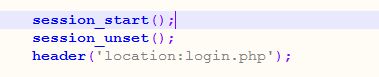 session_start();
session_unset();
header('location:login.php');